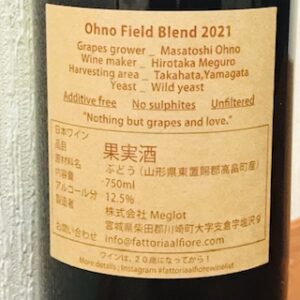 Ohno Field Blend 2021
Grapes grower _ Masatoshi Ohno
Wine maker _ Hirotaka Meguro
Harvesting area _ Takahata,Yamagata
Yeast _ Wild yeast
Additive free No sulphites Unfiltered
"Nothing but grapes and love."
日本ワイン
品目 果実酒
原材料名 ぶどう(山形県東置賜郡高畠町産)
内容量 750ml
アルコール分 12.5%
製造者 株式会社 Meglot
宮城県柴田郡川崎町大字支倉字塩沢9
お問い合わせ info@fattoriaalfiore.com
ワインは、20歳になってから!
More details ; Instagram #fattoriaalfiorewinelist